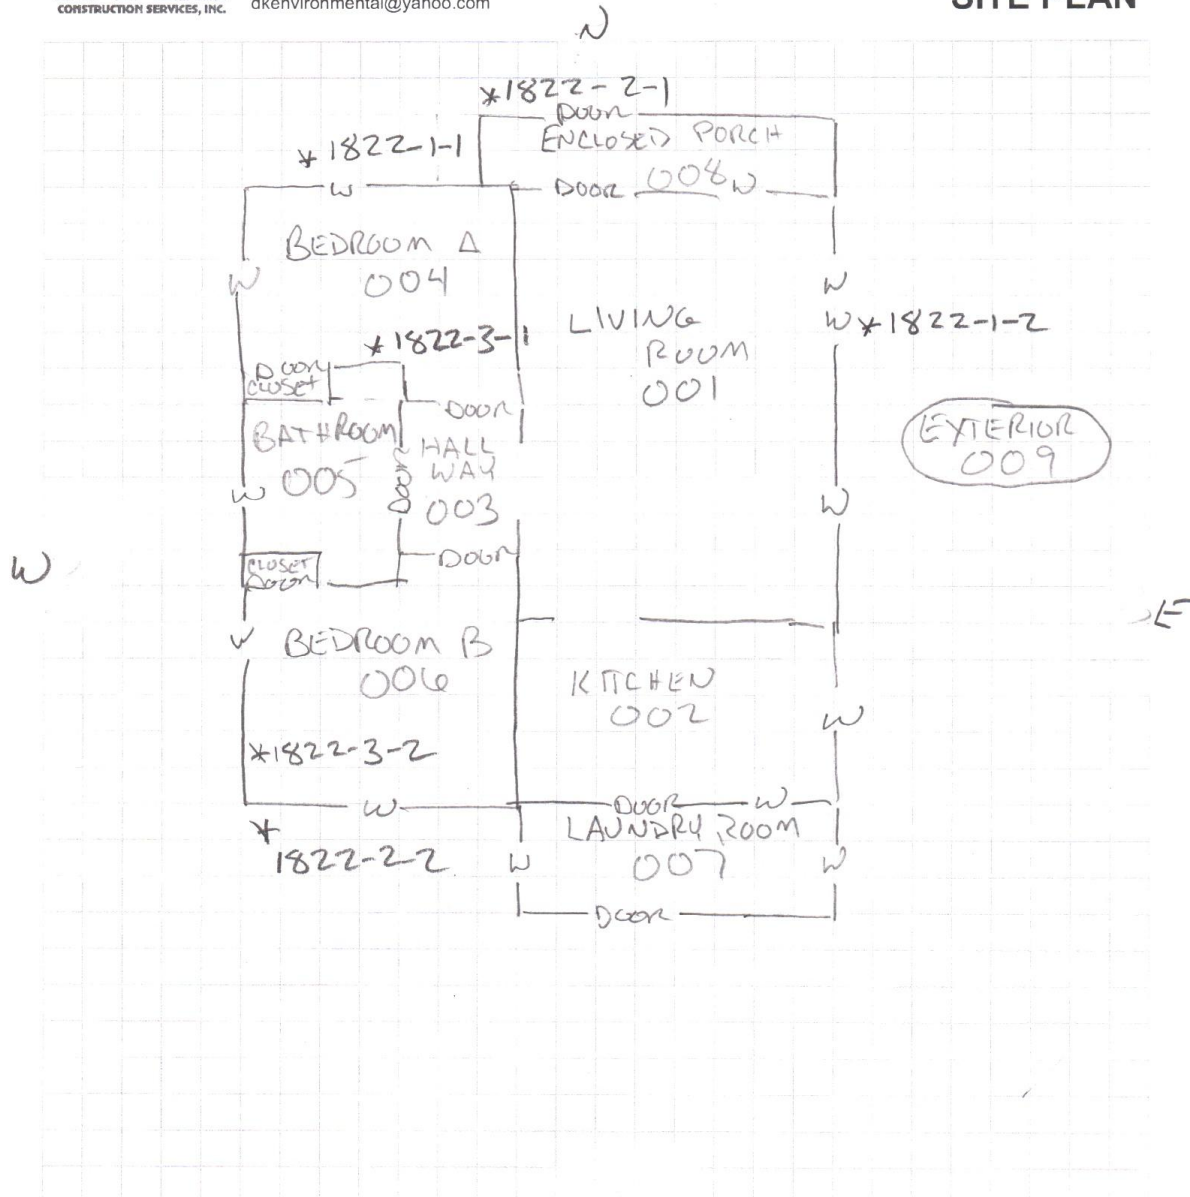 CONSTRUCTION SERVICES, INC.
dkenvironmental@yahoo.com
SITE PLAN
N
*1822-2-1
DOOR
ENCLOSED PORCH
008
*1822-1-1
W
DOOR
W
BEDROOM A
004
W
W
LIVING
ROOM
001
W *1822-1-2
*1822-3-1
DOOR
CLOSET
DOOR
BATHROOM
005
DOOR
HALL
WAY
003
EXTERIOR
009
W
W
W
CLOSET
DOOR
DOOR
E
W
BEDROOM B
006
KITCHEN
002
W
*1822-3-2
W
DOOR
W
LAUNDRY ROOM
007
*
1822-2-2
W
W
DOOR